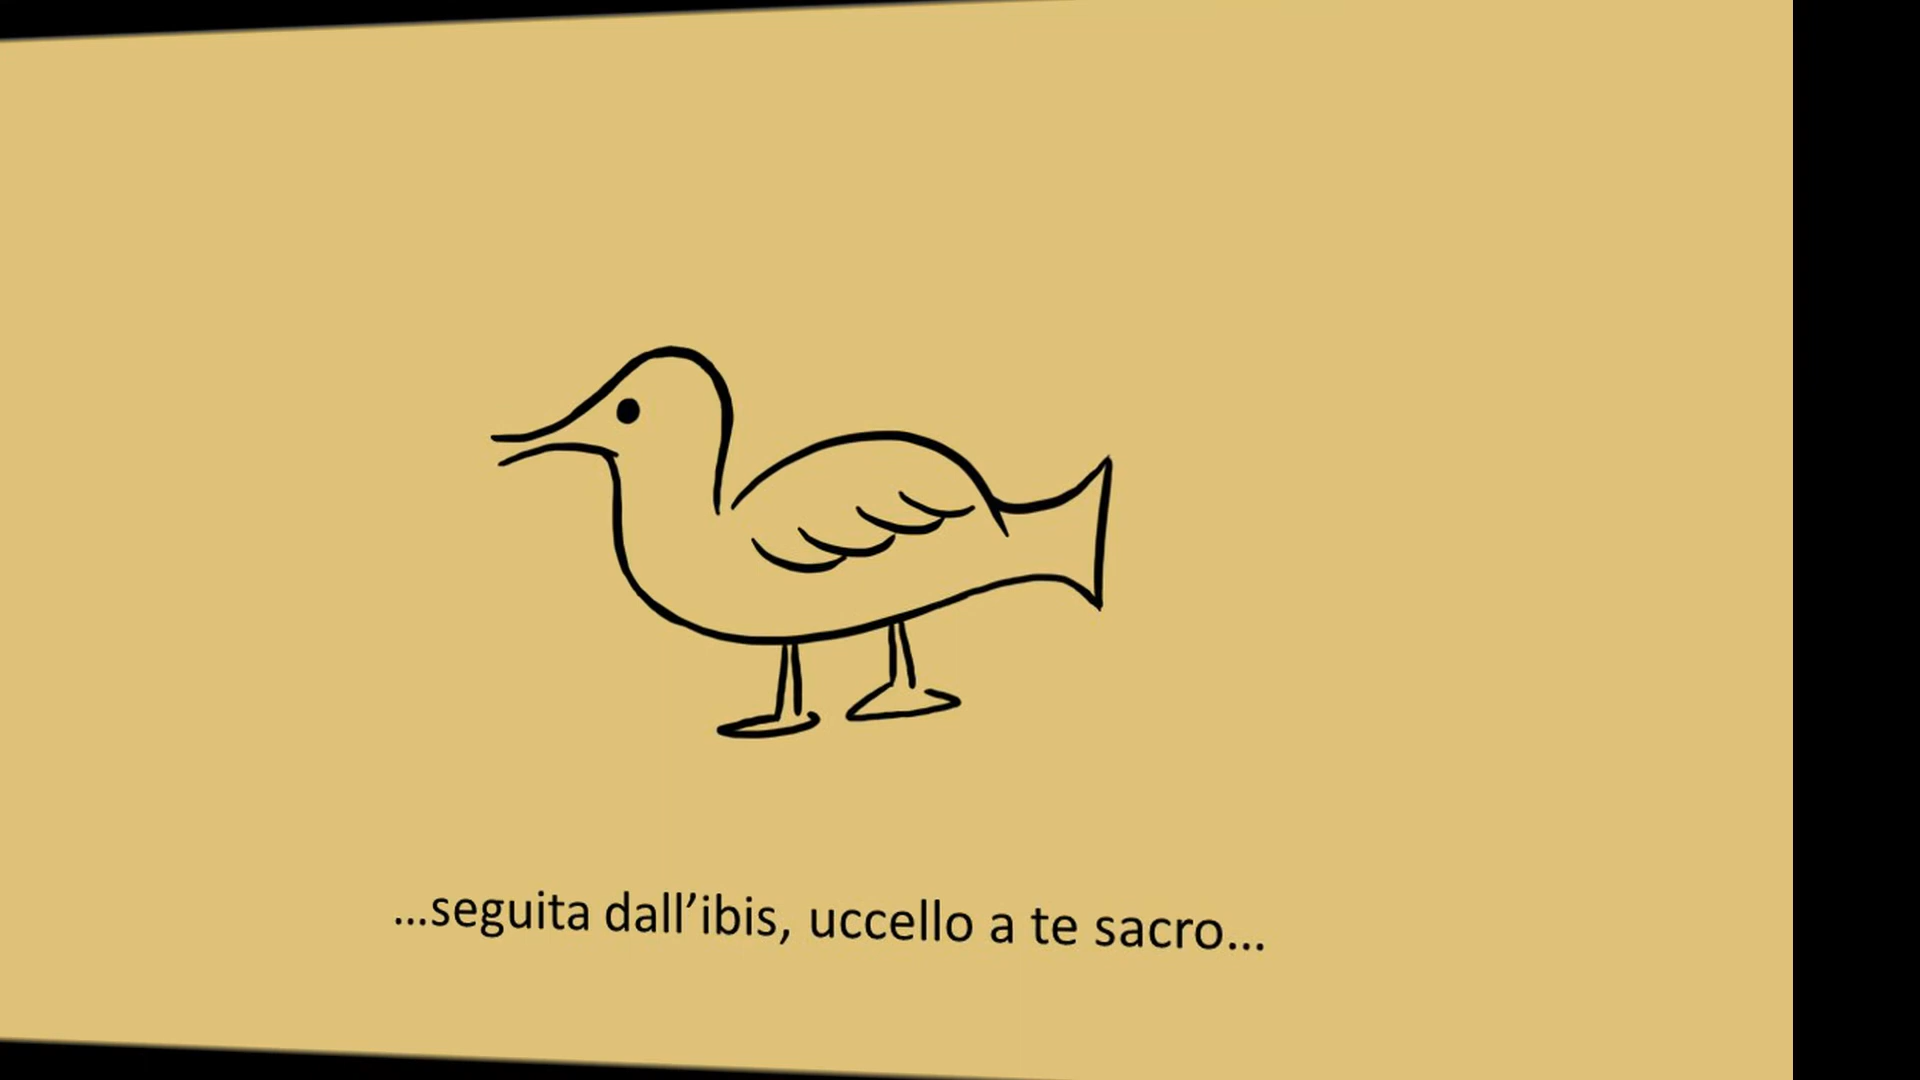 …seguita dall’ibis, uccello a te sacro…